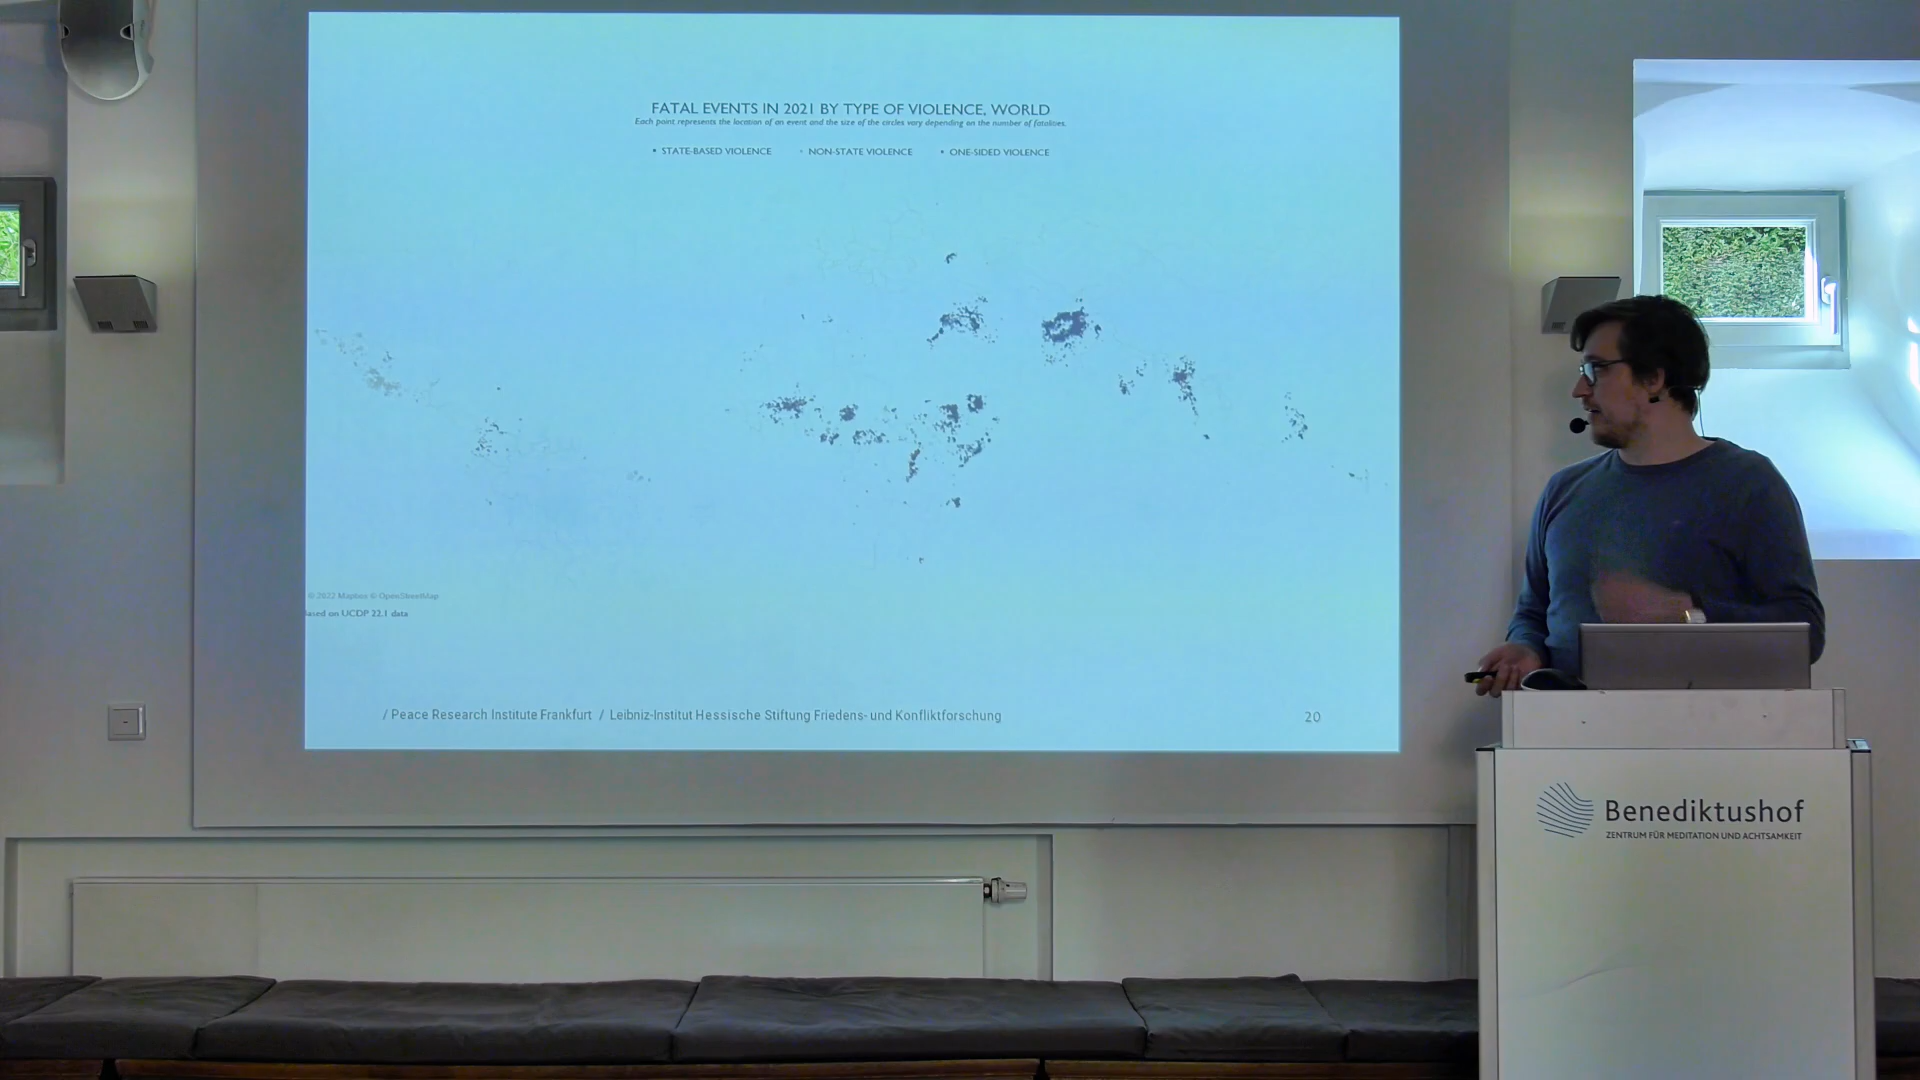 FATAL EVENTS IN 2021 BY TYPE OF VIOLENCE, WORLD
Each point represents the location of an event and the size of the circles vary depending on the number of fatalities.
• STATE-BASED VIOLENCE • NON-STATE VIOLENCE • ONE-SIDED VIOLENCE
© 2022 Mapbox © OpenStreetMap
Based on UCDP 22.1 data
/ Peace Research Institute Frankfurt / Leibniz-Institut Hessische Stiftung Friedens- und Konfliktforschung
20
Benediktushof
ZENTRUM FÜR MEDITATION UND ACHTSAMKEIT